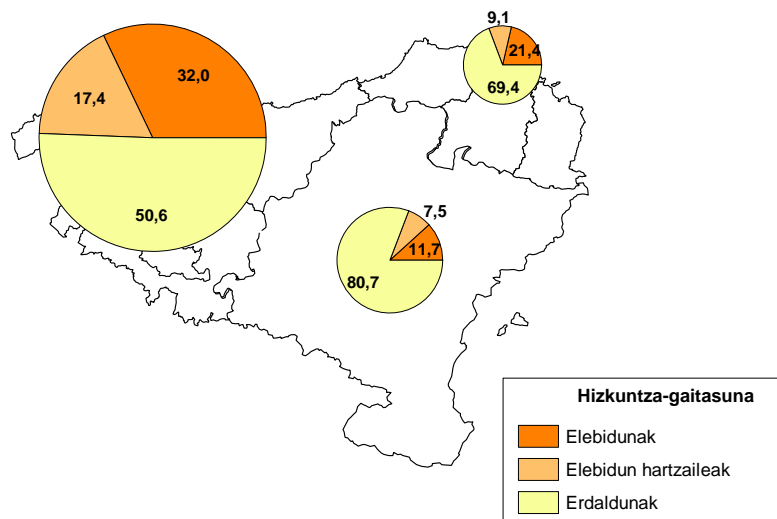 9,1
21,4
69,4
32,0
17,4
50,6
7,5
11,7
80,7
Hizkuntza-gaitasuna
Elebidunak
Elebidun hartzaileak
Erdaldunak